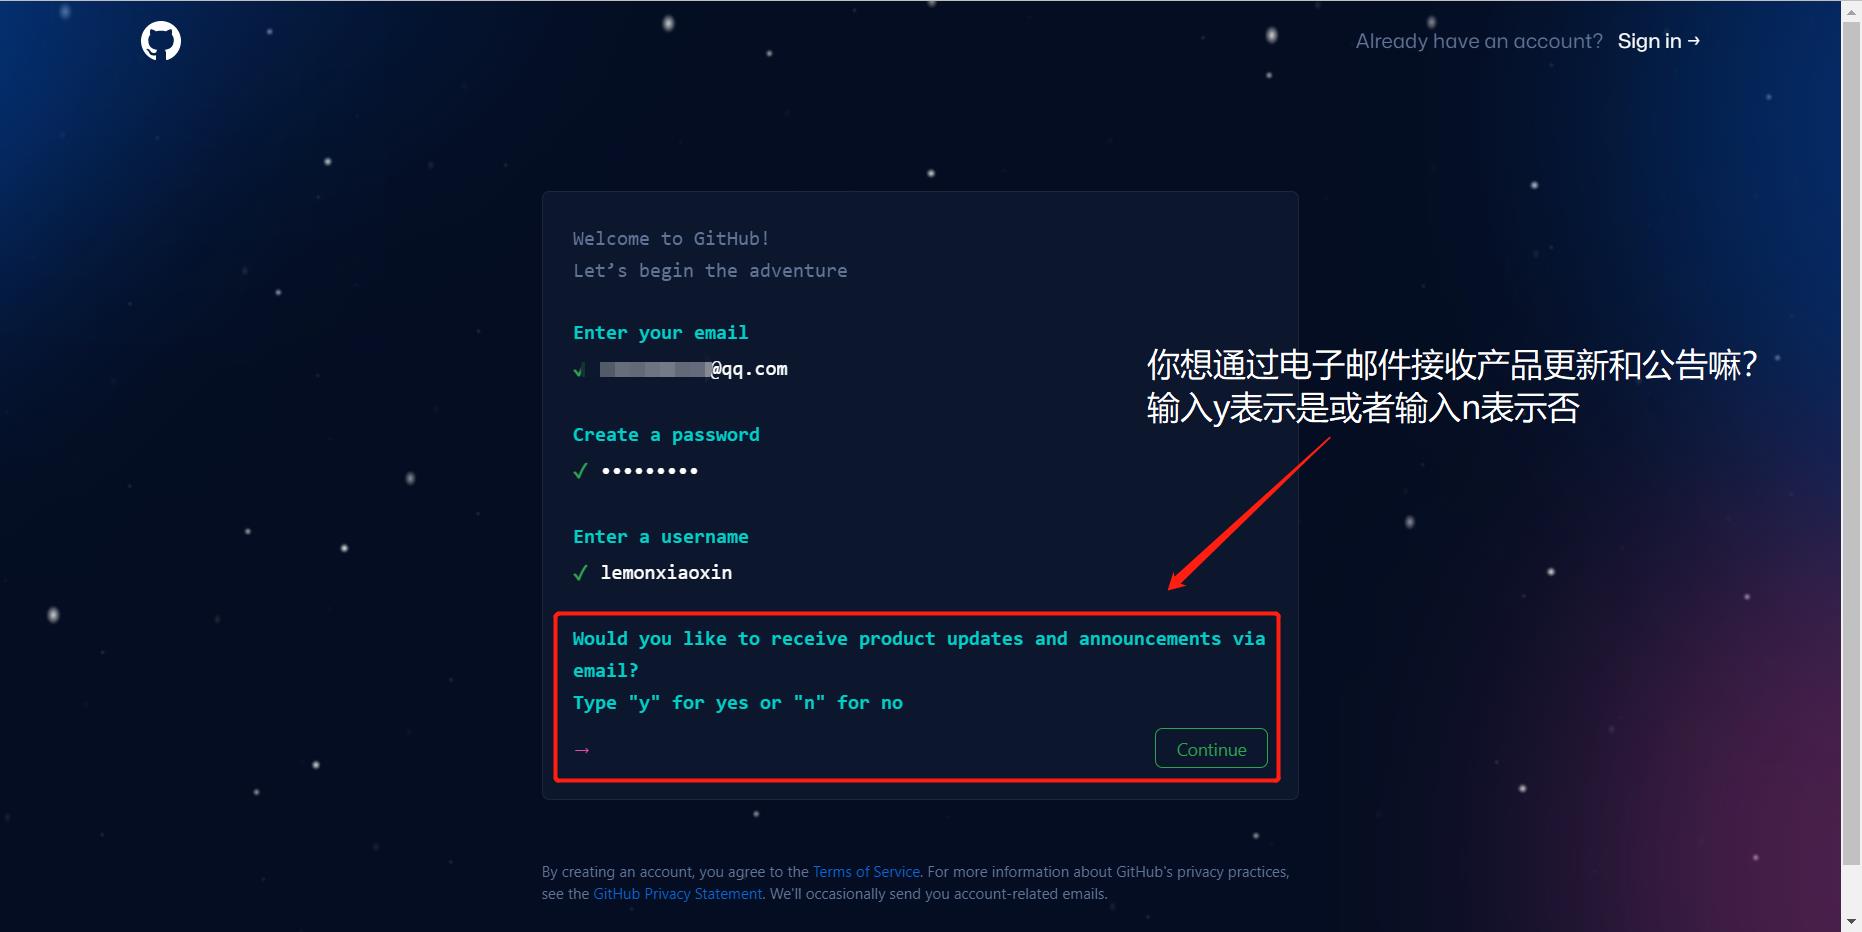 Already have an account? Sign in →
Welcome to GitHub!
Let’s begin the adventure
Enter your email
✓ @qq.com
Create a password
✓ •••••••••
Enter a username
✓ lemonxiaoxin
你想通过电子邮件接收产品更新和公告嘛?
输入y表示是或者输入n表示否
Would you like to receive product updates and announcements via
email?
Type "y" for yes or "n" for no
→ Continue
By creating an account, you agree to the Terms of Service. For more information about GitHub's privacy practices,
see the GitHub Privacy Statement. We'll occasionally send you account-related emails.